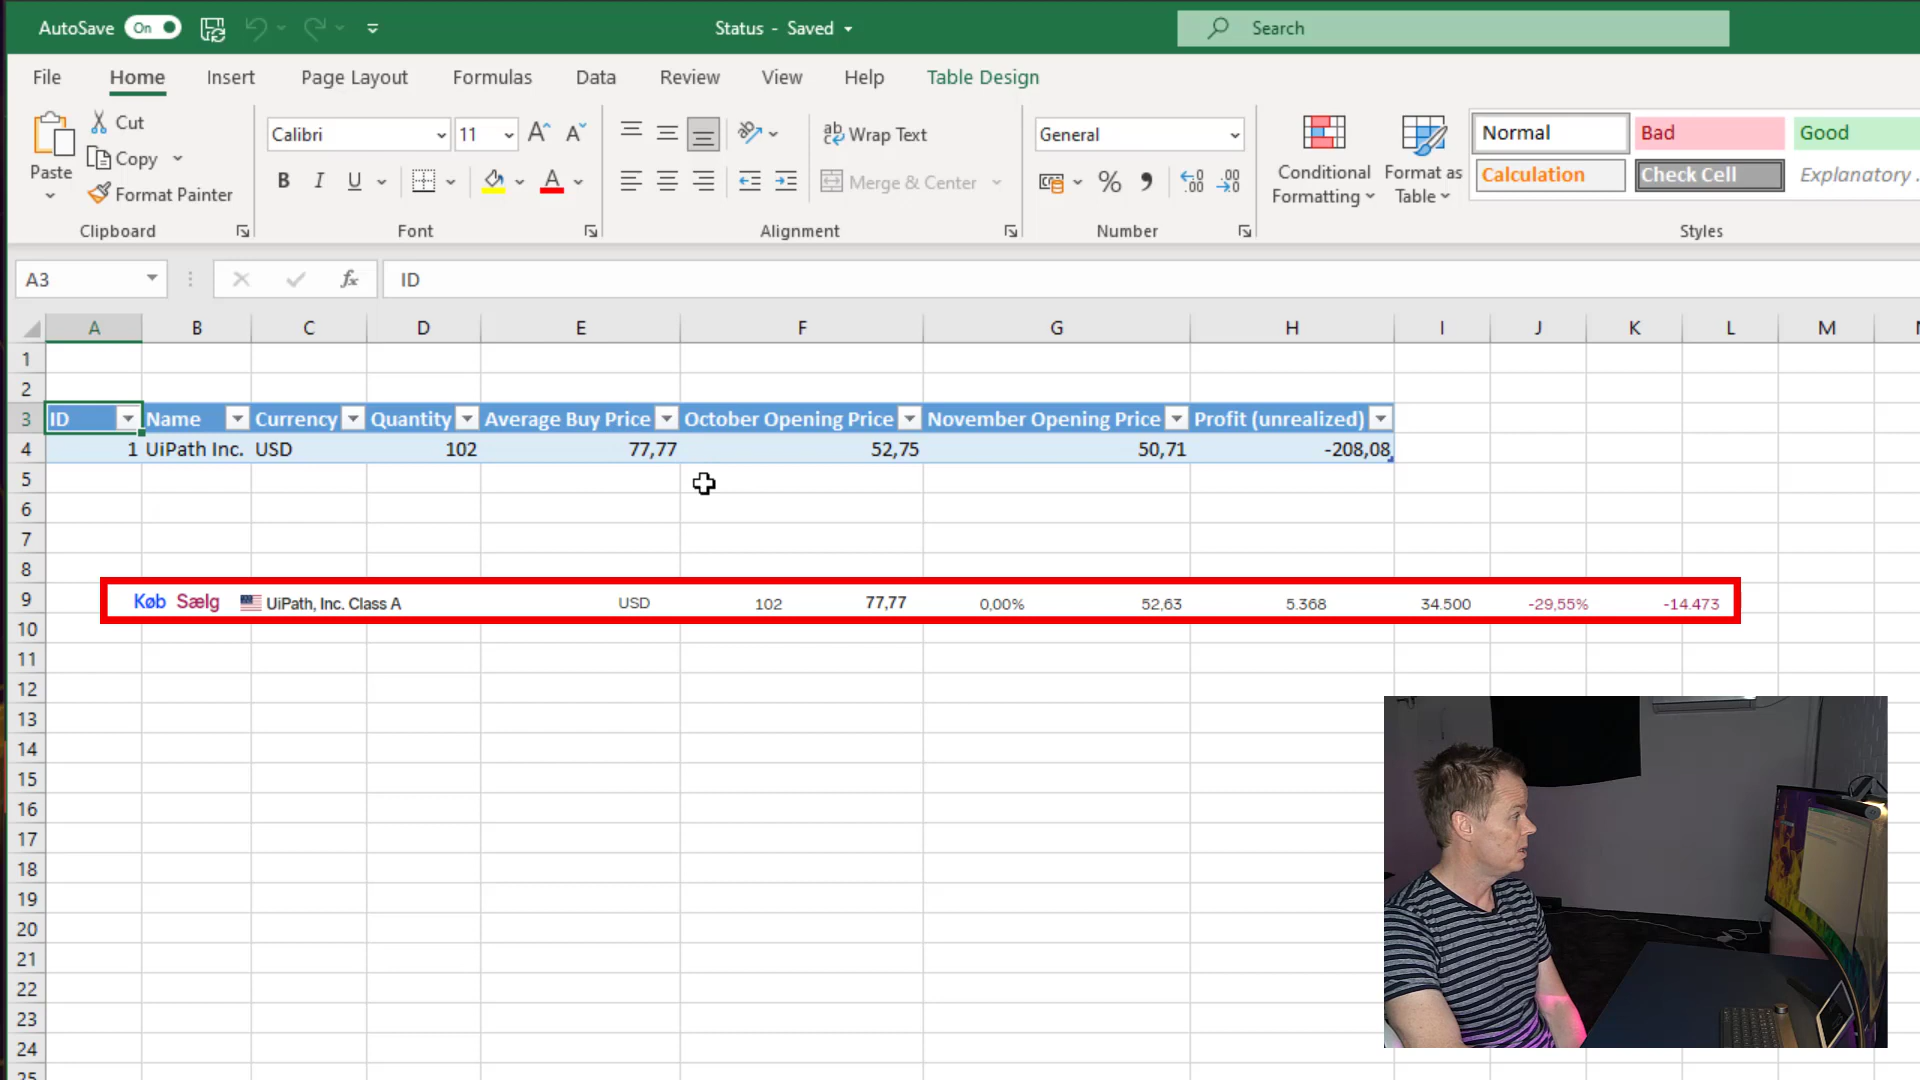 AutoSave On Status - Saved Search
File Home Insert Page Layout Formulas Data Review View Help Table Design
Paste Cut Copy Format Painter
Calibri 11
B I U A
ab Wrap Text
Merge & Center
General
% 9
Conditional Formatting
Format as Table
Normal Bad Good
Calculation Check Cell Explanatory ...
Clipboard Font Alignment Number Styles
A3 fx ID
A B C D E F G H I J K L M
1
2
3 ID Name Currency Quantity Average Buy Price October Opening Price November Opening Price Profit (unrealized)
4 1 UiPath Inc. USD 102 77,77 52,75 50,71 -208,08
5
6
7
8
9 Køb Sælg UiPath, Inc. Class A USD 102 77,77 0,00% 52,63 5.368 34.500 -29,55% -14.473
10
11
12
13
14
15
16
17
18
19
20
21
22
23
24
25